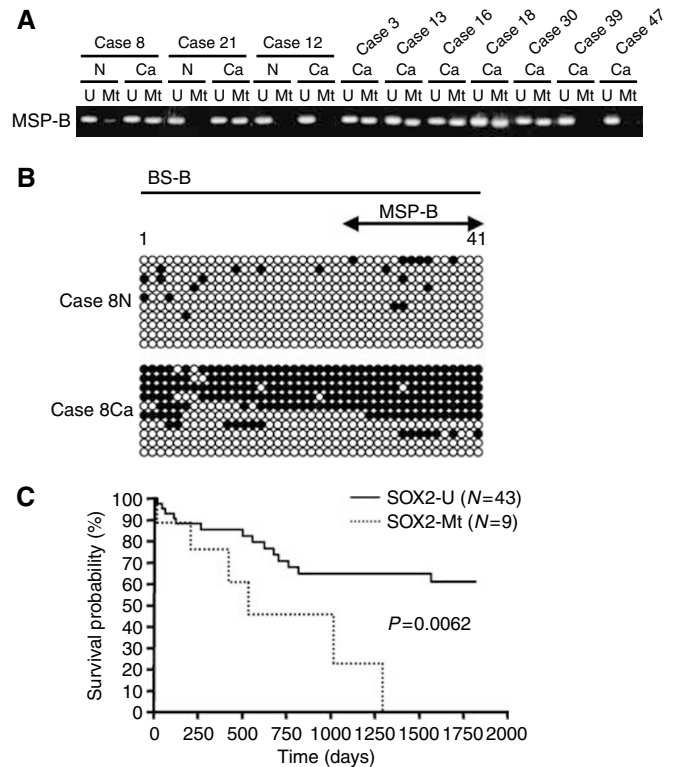 A
Case 8 Case 21 Case 12 Case 3 Case 13 Case 16 Case 18 Case 30 Case 39 Case 47
N Ca N Ca N Ca Ca Ca Ca Ca Ca Ca Ca
U Mt U Mt U Mt U Mt U Mt U Mt U Mt U Mt U Mt U Mt U Mt U Mt U Mt
MSP-B
B
BS-B
MSP-B
1 41
Case 8N
Case 8Ca
C
100
90
80
70
60
50
40
30
20
10
0
Survival probability (%)
SOX2-U (N=43)
SOX2-Mt (N=9)
P=0.0062
0 250 500 750 1000 1250 1500 1750 2000
Time (days)